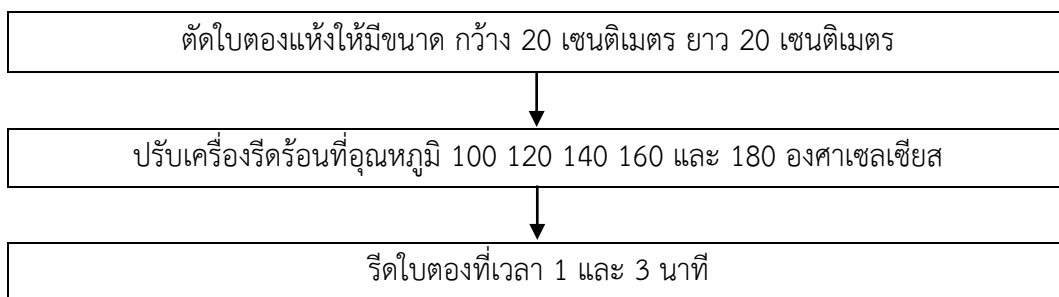 ตัดใบตองแห้งให้มีขนาด กว้าง 20 เซนติเมตร ยาว 20 เซนติเมตร
ปรับเครื่องรีดร้อนที่อุณหภูมิ 100 120 140 160 และ 180 องศาเซลเซียส
รีดใบตองที่เวลา 1 และ 3 นาที